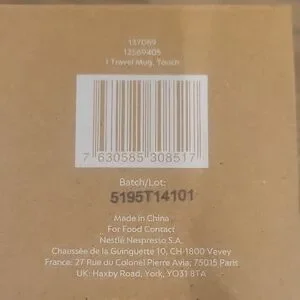 137069
12569405
1 Travel Mug, Touch
7 630585 308517
Batch/Lot:
5195T14101
Made in China
For Food Contact
Nestlé Nespresso S.A.
Chaussée de la Guinguette 10, CH-1800 Vevey
France: 27 Rue du Colonel Pierre Avia, 75015 Paris
UK: Haxby Road, York, YO31 8TA